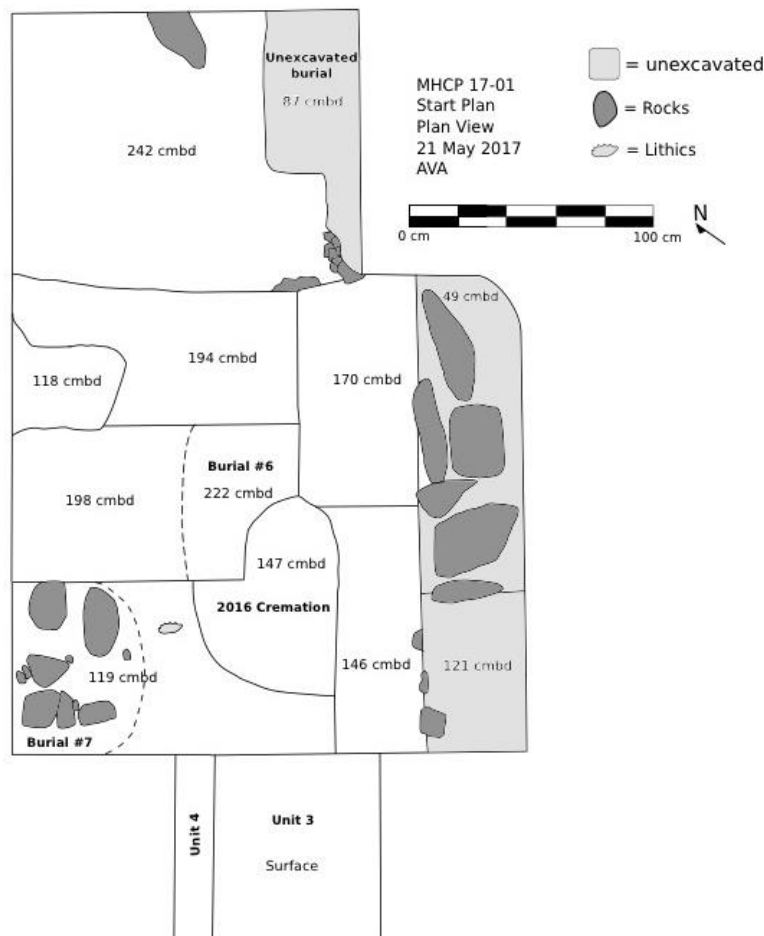 Unexcavated
burial
87 cmbd
242 cmbd
MHCP 17-01
Start Plan
Plan View
21 May 2017
AVA
= unexcavated
= Rocks
= Lithics
0 cm
100 cm
N
49 cmbd
194 cmbd
118 cmbd
170 cmbd
Burial #6
222 cmbd
198 cmbd
147 cmbd
2016 Cremation
146 cmbd
121 cmbd
119 cmbd
Burial #7
Unit 4
Unit 3
Surface